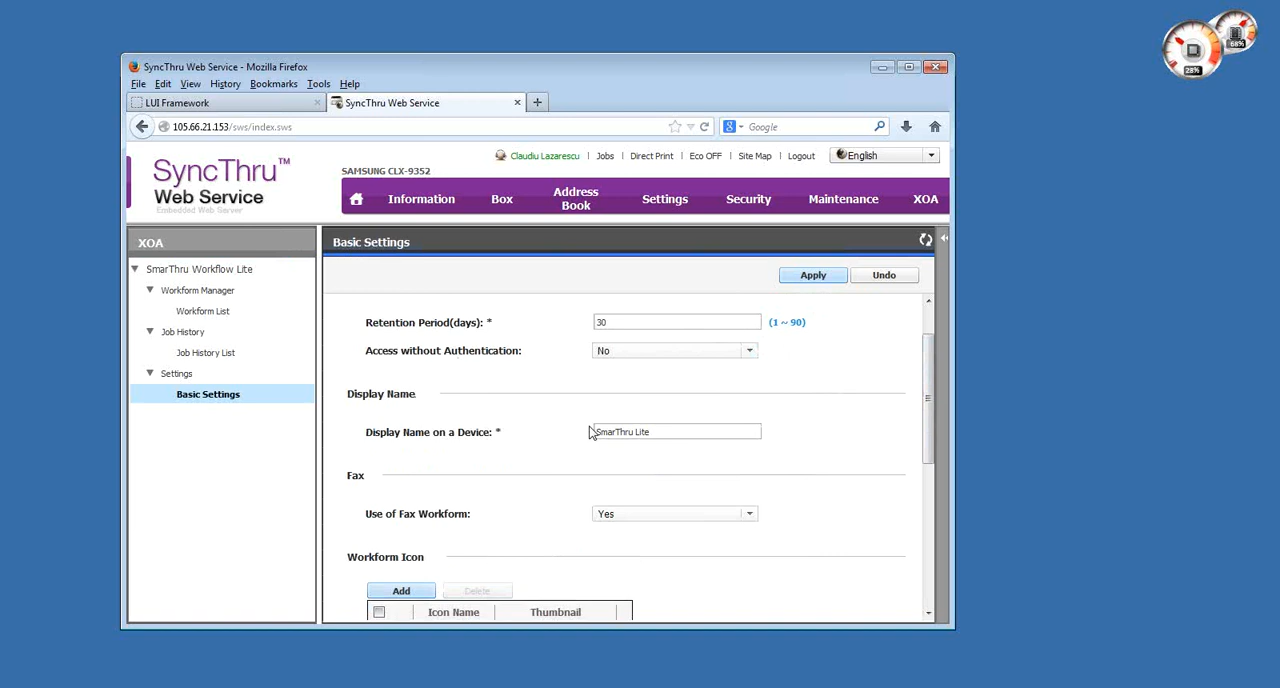 SyncThru Web Service - Mozilla Firefox
File Edit View History Bookmarks Tools Help
LUI Framework
SyncThru Web Service
105.66.21.153/sws/index.sws
Google
SyncThru™
Web Service
Embedded Web Server
Claudiu Lazarescu | Jobs | Direct Print | Eco OFF | Site Map | Logout
English
SAMSUNG CLX-9352
Information
Box
Address
Book
Settings
Security
Maintenance
XOA
XOA
SmarThru Workflow Lite
Workform Manager
Workform List
Job History
Job History List
Settings
Basic Settings
Basic Settings
Apply
Undo
Retention Period(days): * 30 (1 ~ 90)
Access without Authentication: No
Display Name
Display Name on a Device: * SmarThru Lite
Fax
Use of Fax Workform: Yes
Workform Icon
Add
Delete
Icon Name
Thumbnail
28%
68%